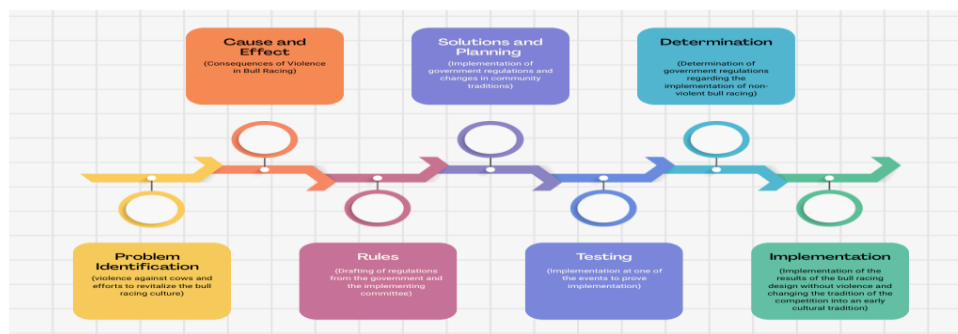 Cause and
Effect
(Consequences of Violence
in Bull Racing)
Solutions and
Planning
(Implementation of
government regulations and
changes in community
traditions)
Determination
(Determination of
government regulations
regarding the
implementation of non-
violent bull racing)
Problem
Identification
(violence against cows and
efforts to revitalize the bull
racing culture)
Rules
(Drafting of regulations
from the government and
the implementing
committee)
Testing
(Implementation at one of
the events to prove
implementation)
Implementation
(Implementation of the
results of the bull racing
design without violence and
changing the tradition of the
competition into an early
cultural tradition)